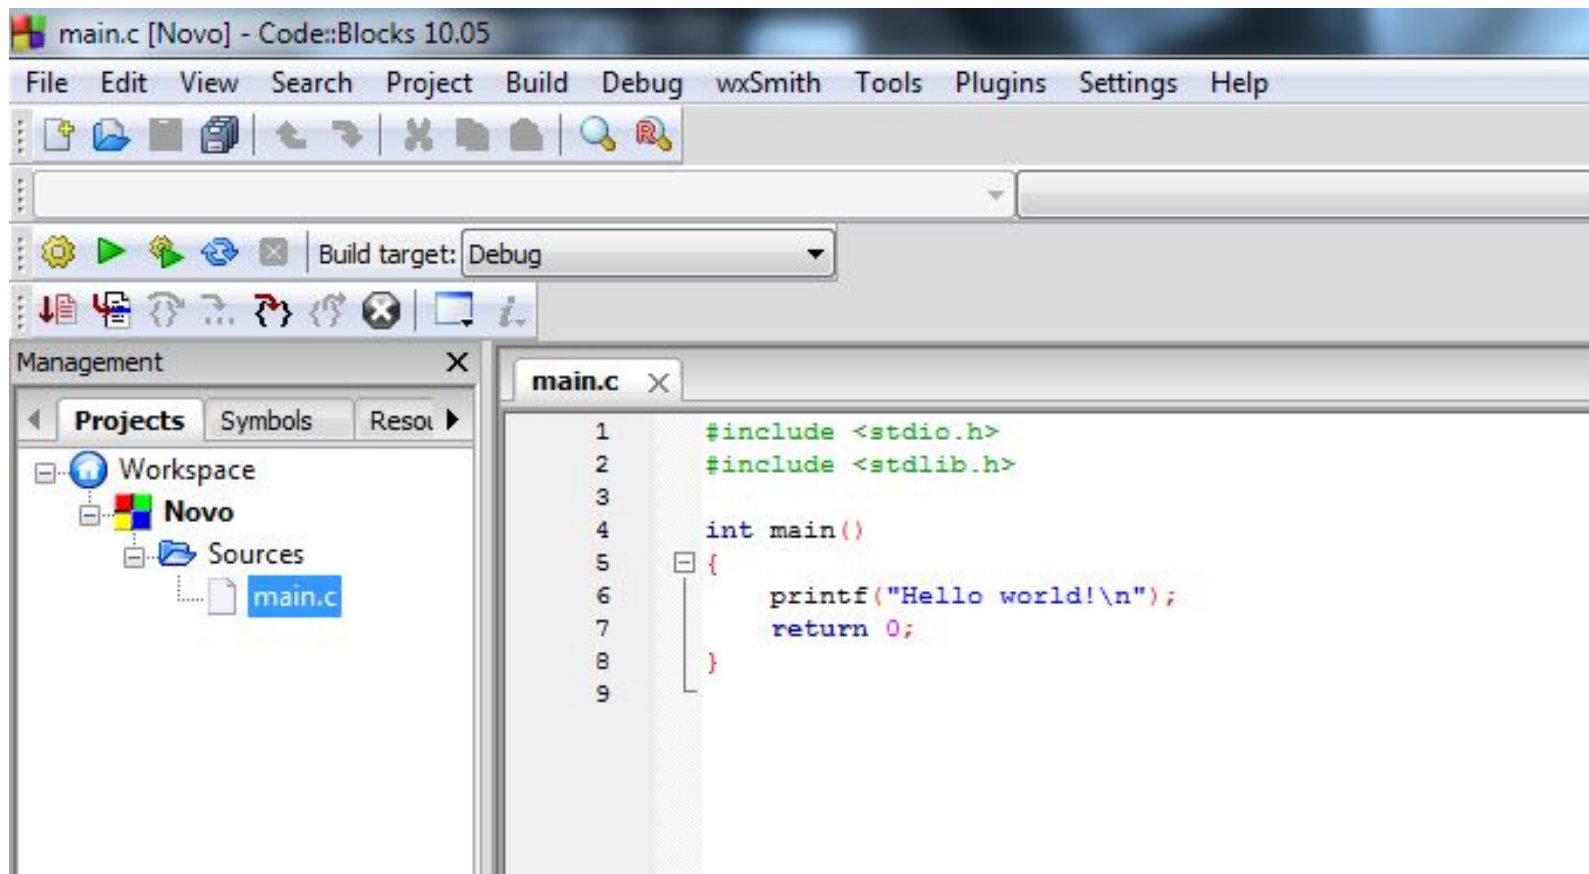 main.c [Novo] - Code::Blocks 10.05
File Edit View Search Project Build Debug wxSmith Tools Plugins Settings Help
Build target: Debug
Management
Projects Symbols
main.c
Workspace
Novo
Sources
main.c
1 #include <stdio.h>
2 #include <stdlib.h>
3
4 int main()
5 {
6 printf("Hello world!\n");
7 return 0;
8 }
9